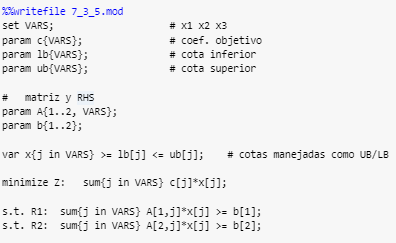 %%writefile 7_3_5.mod
set VARS; # x1 x2 x3
param c{VARS}; # coef. objetivo
param lb{VARS}; # cota inferior
param ub{VARS}; # cota superior
# matriz y RHS
param A{1..2, VARS};
param b{1..2};
var x{j in VARS} >= lb[j] <= ub[j]; # cotas manejadas como UB/LB
minimize Z: sum{j in VARS} c[j]*x[j];
s.t. R1: sum{j in VARS} A[1,j]*x[j] >= b[1];
s.t. R2: sum{j in VARS} A[2,j]*x[j] >= b[2];